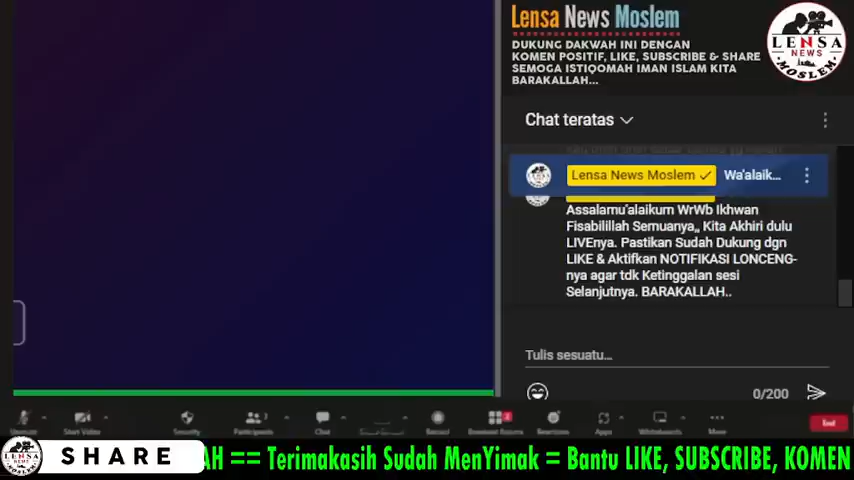 Lensa News Moslem
DUKUNG DAKWAH INI DENGAN
KOMEN POSITIF, LIKE, SUBSCRIBE & SHARE
SEMOGA ISTIQOMAH IMAN ISLAM KITA
BARAKALLAH...
LENSA
NEWS
MOSLEM
Chat teratas
Lensa News Moslem Wa'alaik...
Assalamu'alaikum WrWb Ikhwan
Fisabilillah Semuanya,, Kita Akhiri dulu
LIVEnya. Pastikan Sudah Dukung dgn
LIKE & Aktifkan NOTIFIKASI LONCENG-
nya agar tdk Ketinggalan sesi
Selanjutnya. BARAKALLAH..
Tulis sesuatu...
0/200
Unmute Start Video Security Participants Chat Record Breakout Rooms Reactions Apps Whiteboards More End
SHARE AH == Terimakasih Sudah MenYimak = Bantu LIKE, SUBSCRIBE, KOMEN